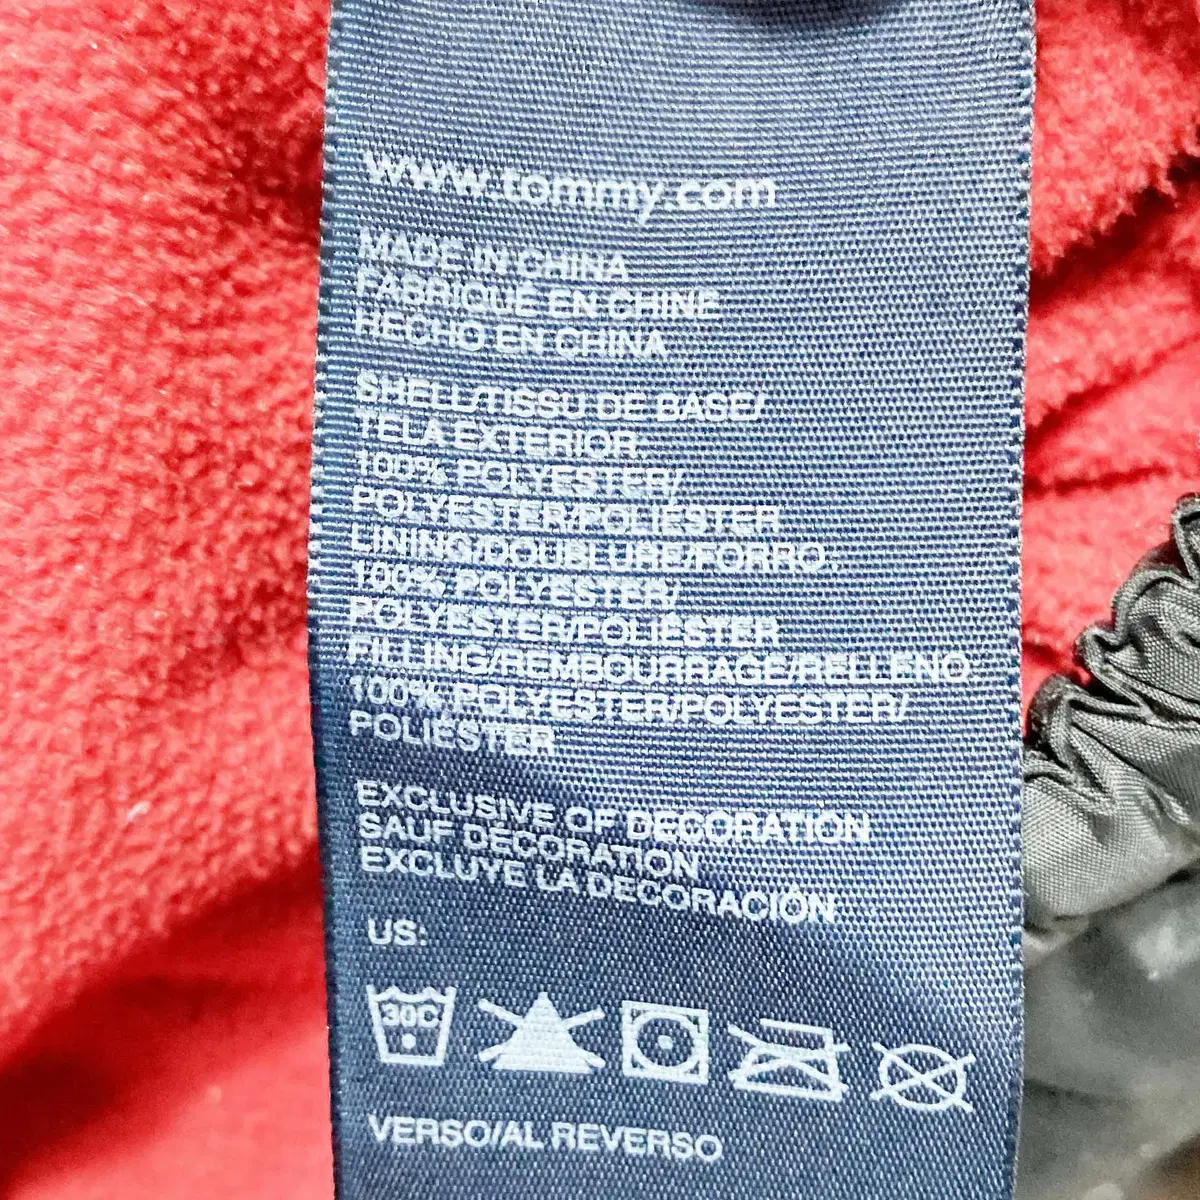 www.tommy.com
MADE IN CHINA
FABRIQUÉ EN CHINE
HECHO EN CHINA
SHELL/TISSU DE BASE/
TELA EXTERIOR:
100% POLYESTER/
POLYESTER/POLIÉSTER
LINING/DOUBLURE/FORRO:
100% POLYESTER/
POLYESTER/POLIÉSTER
FILLING/REMBOURRAGE/RELLENO:
100% POLYESTER/POLYESTER/
POLIÉSTER
EXCLUSIVE OF DECORATION
SAUF DÉCORATION
EXCLUYE LA DECORACIÓN
US:
30C
VERSO/AL REVERSO